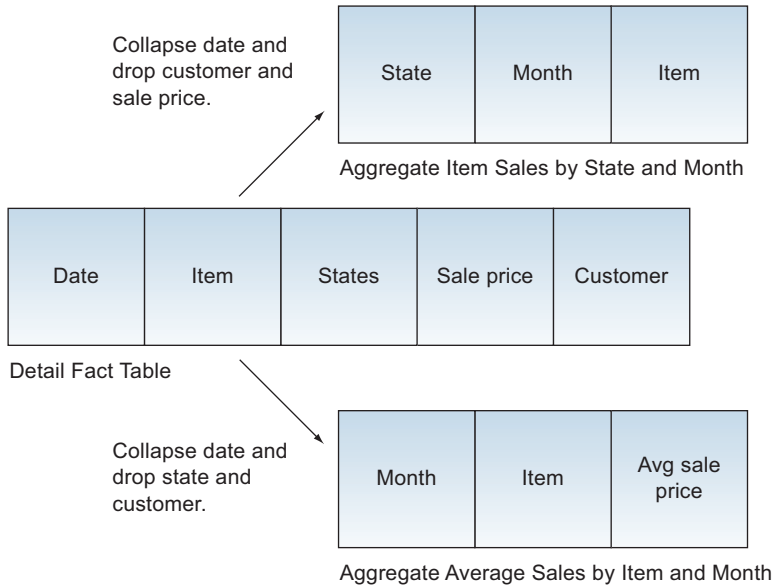 Collapse date and
drop customer and
sale price.
State
Month
Item
Aggregate Item Sales by State and Month
Date
Item
States
Sale price
Customer
Detail Fact Table
Collapse date and
drop state and
customer.
Month
Item
Avg sale
price
Aggregate Average Sales by Item and Month